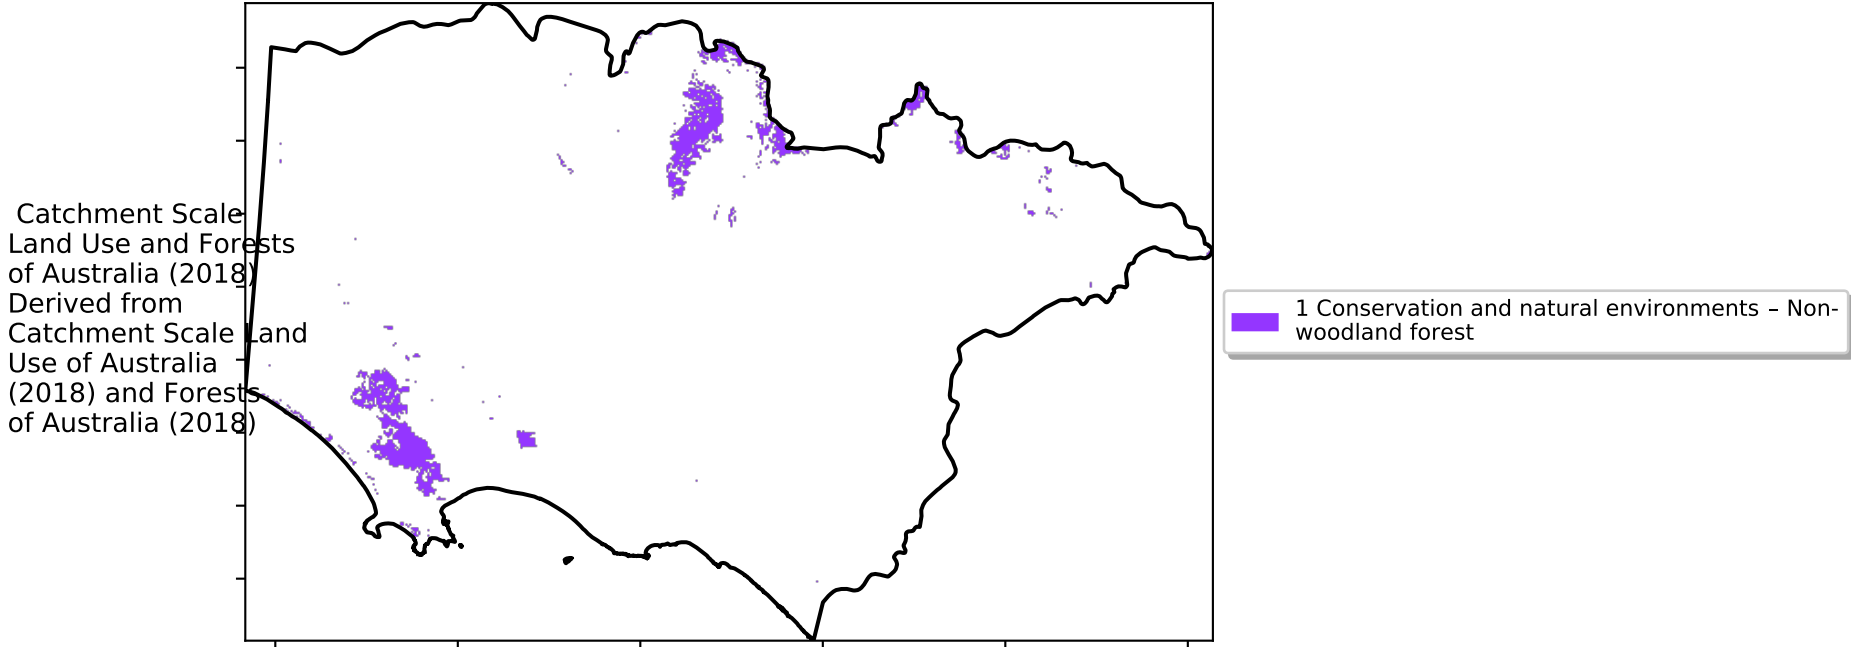 Catchment Scale
Land Use and Forests
of Australia (2018)
Derived from
Catchment Scale Land
Use of Australia
(2018) and Forests
of Australia (2018)
1 Conservation and natural environments – Non-
woodland forest